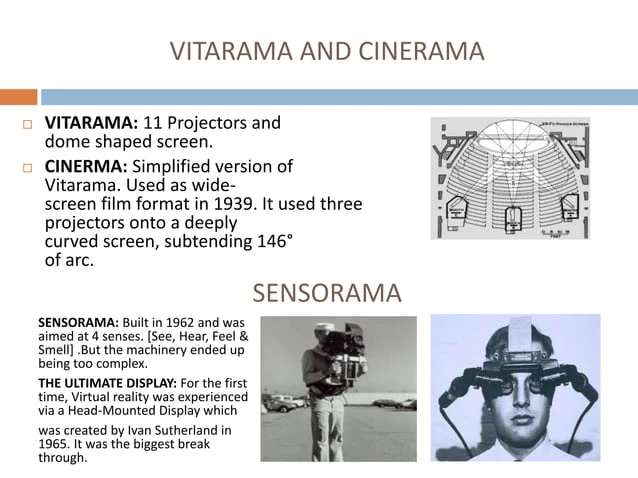 VITARAMA AND CINERAMA
VITARAMA: 11 Projectors and
dome shaped screen.
CINERMA: Simplified version of
Vitarama. Used as wide-
screen film format in 1939. It used three
projectors onto a deeply
curved screen, subtending 146°
of arc.
SENSORAMA
SENSORAMA: Built in 1962 and was
aimed at 4 senses. [See, Hear, Feel &
Smell] .But the machinery ended up
being too complex.
THE ULTIMATE DISPLAY: For the first
time, Virtual reality was experienced
via a Head-Mounted Display which
was created by Ivan Sutherland in
1965. It was the biggest break
through.